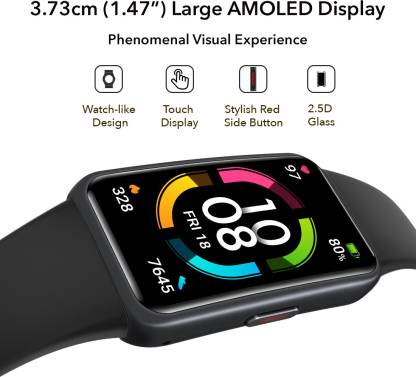 3.73cm (1.47”) Large AMOLED Display
Phenomenal Visual Experience
Watch-like
Design
Touch
Display
Stylish Red
Side Button
2.5D
Glass
328
97
FRI 18
10
08
7645
80%